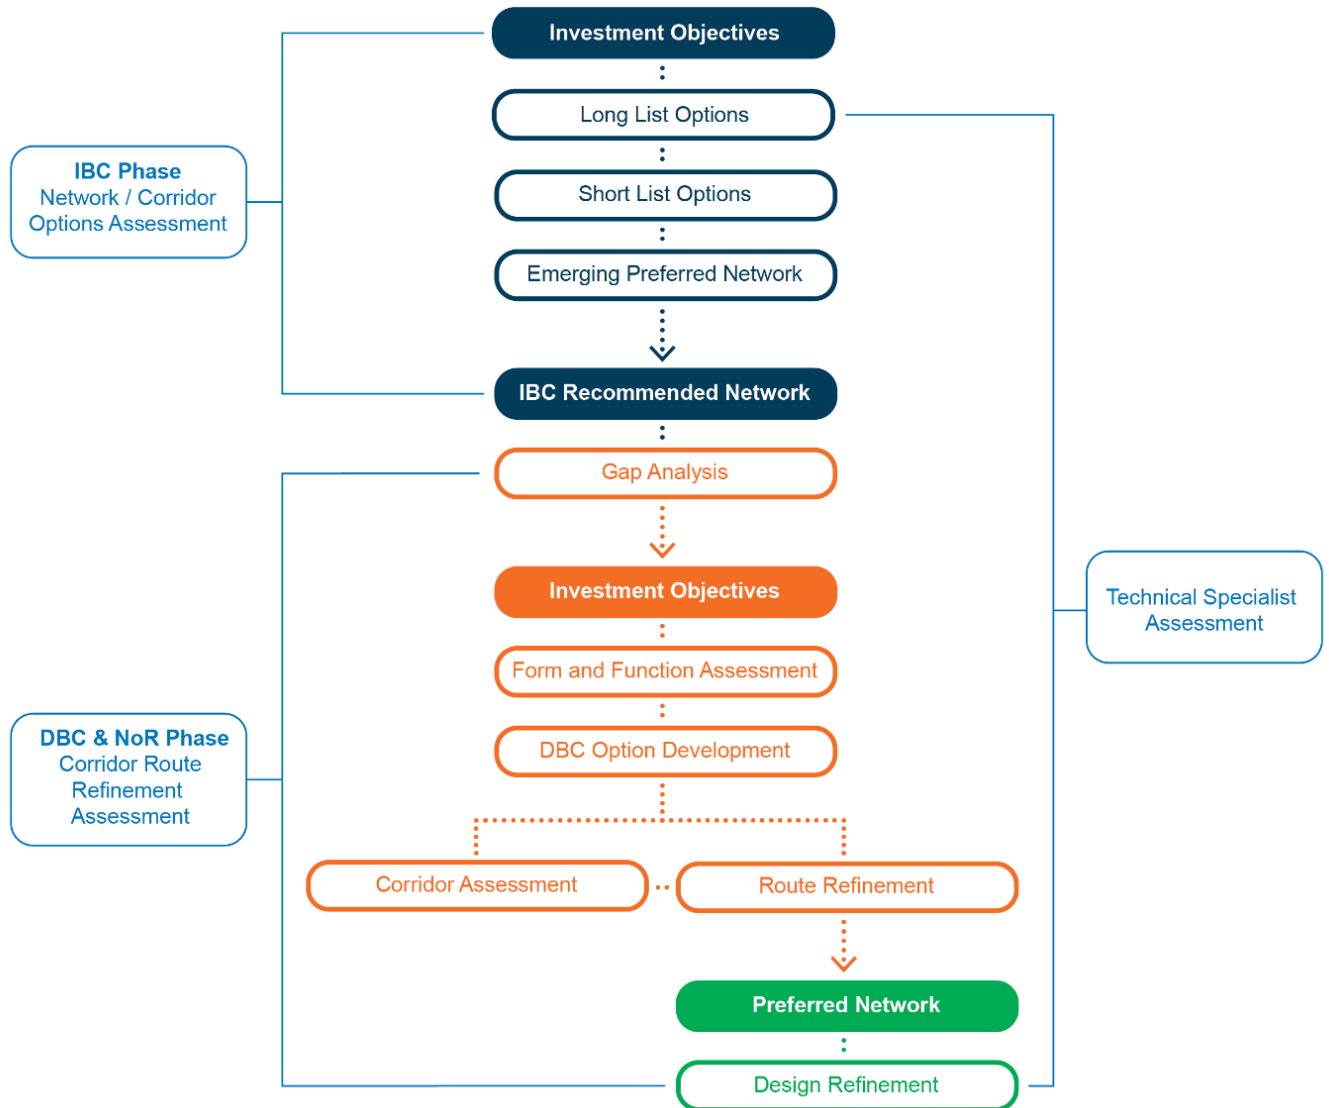 Investment Objectives
Long List Options
IBC Phase
Network / Corridor
Options Assessment
Short List Options
Emerging Preferred Network
IBC Recommended Network
Gap Analysis
Investment Objectives
Technical Specialist
Assessment
Form and Function Assessment
DBC & NoR Phase
Corridor Route
Refinement
Assessment
DBC Option Development
Corridor Assessment
Route Refinement
Preferred Network
Design Refinement